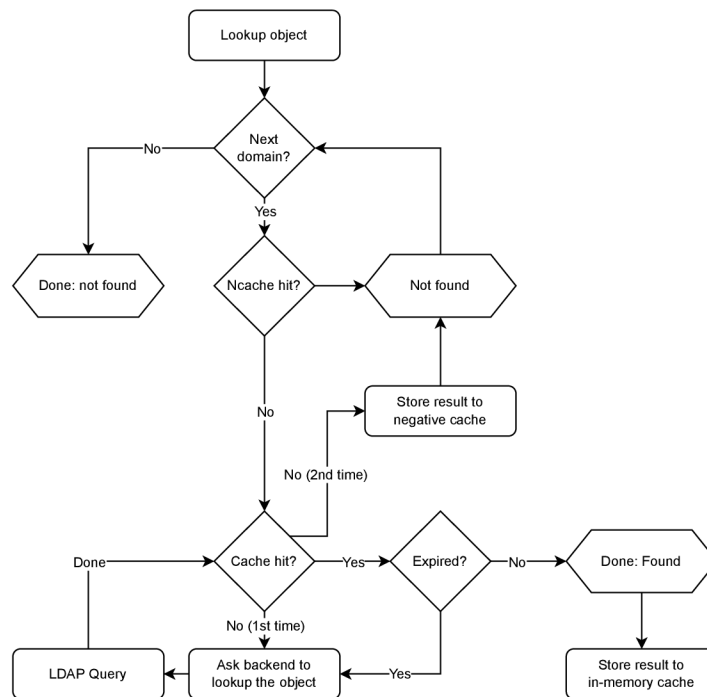 Lookup object
Next
domain?
No
Yes
Done: not found
Ncache hit?
Not found
Store result to
negative cache
No
No (2nd time)
Done
Cache hit?
Yes
Expired?
No
Done: Found
No (1st time)
LDAP Query
Ask backend to
lookup the object
Yes
Store result to
in-memory cache